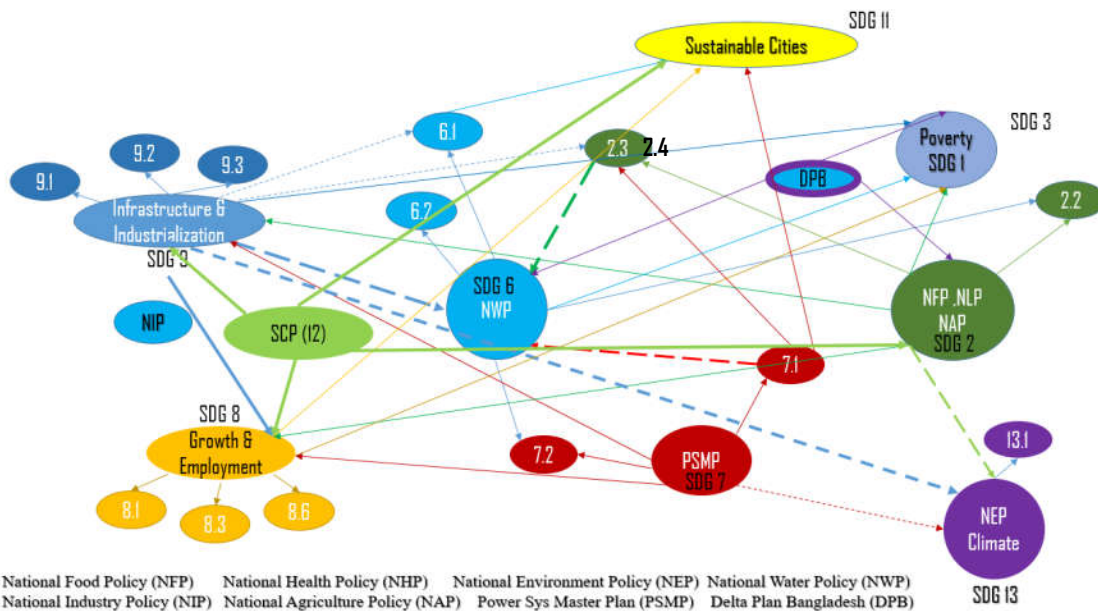 SDG 11
Sustainable Cities
6.1
2.3 2.4
Poverty
SDG 1
SDG 3
9.1
9.2
9.3
DPB
2.2
Infrastructure &
Industrialization
SDG 3
6.2
SDG 6
NWP
NFP .NLP
NAP
SDG 2
NIP
SCP (12)
7.1
SDG 8
Growth &
Employment
7.2
PSMP
SDG 7
13.1
8.1
8.3
8.6
NEP
Climate
SDG 13
National Food Policy (NFP) National Health Policy (NHP) National Environment Policy (NEP) National Water Policy (NWP)
National Industry Policy (NIP) National Agriculture Policy (NAP) Power Sys Master Plan (PSMP) Delta Plan Bangladesh (DPB)